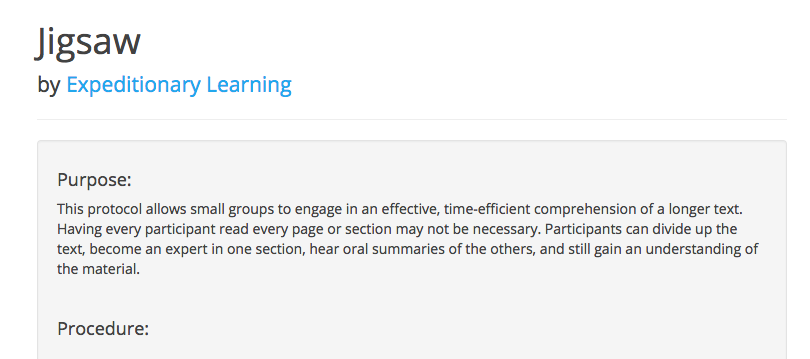 Jigsaw
by Expeditionary Learning
Purpose:
This protocol allows small groups to engage in an effective, time-efficient comprehension of a longer text.
Having every participant read every page or section may not be necessary. Participants can divide up the
text, become an expert in one section, hear oral summaries of the others, and still gain an understanding of
the material.
Procedure: